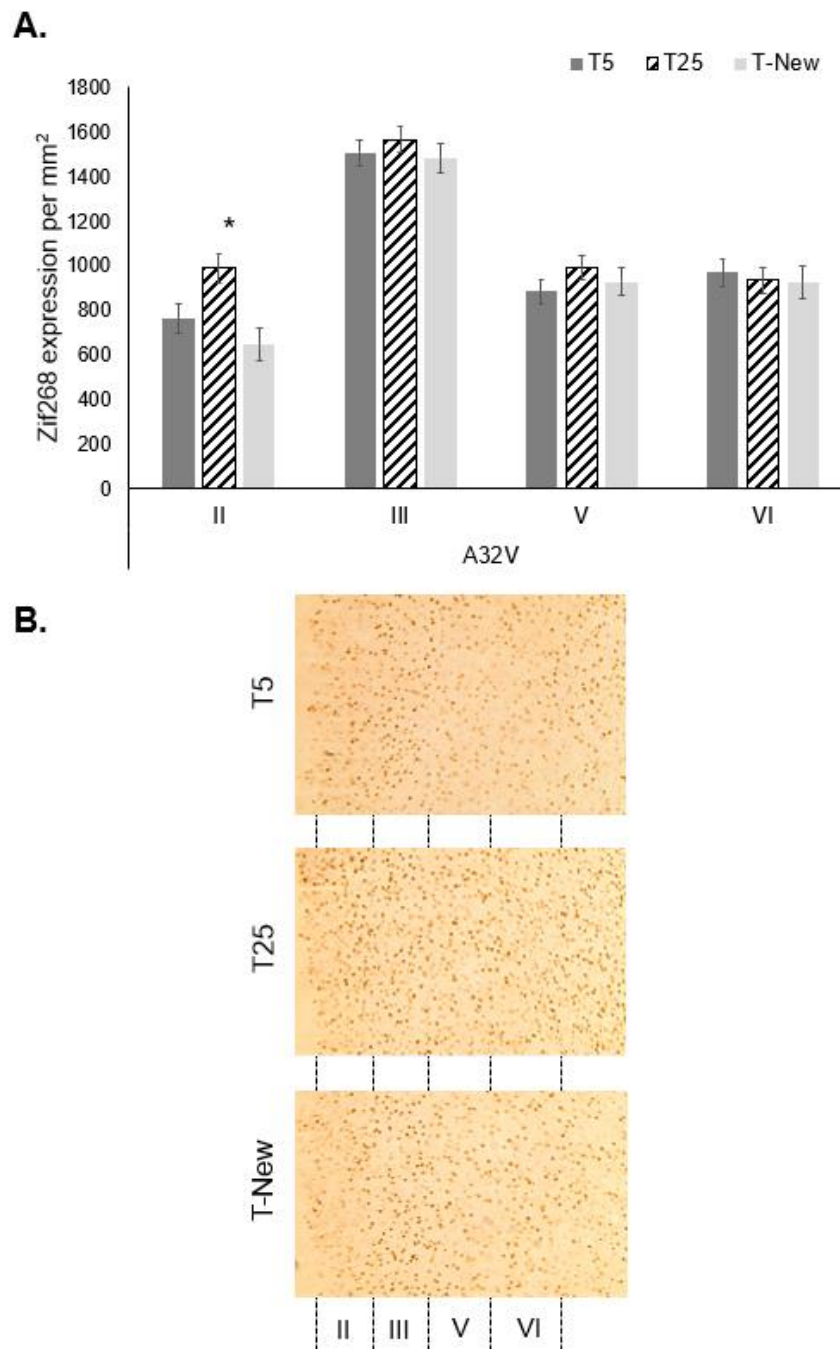 A.
T5 T25 T-New
Zif268 expression per mm²
1800
1600
1400
1200
1000
800
600
400
200
0
*
II III V VI
A32V
B.
T5
T25
T-New
II III V VI